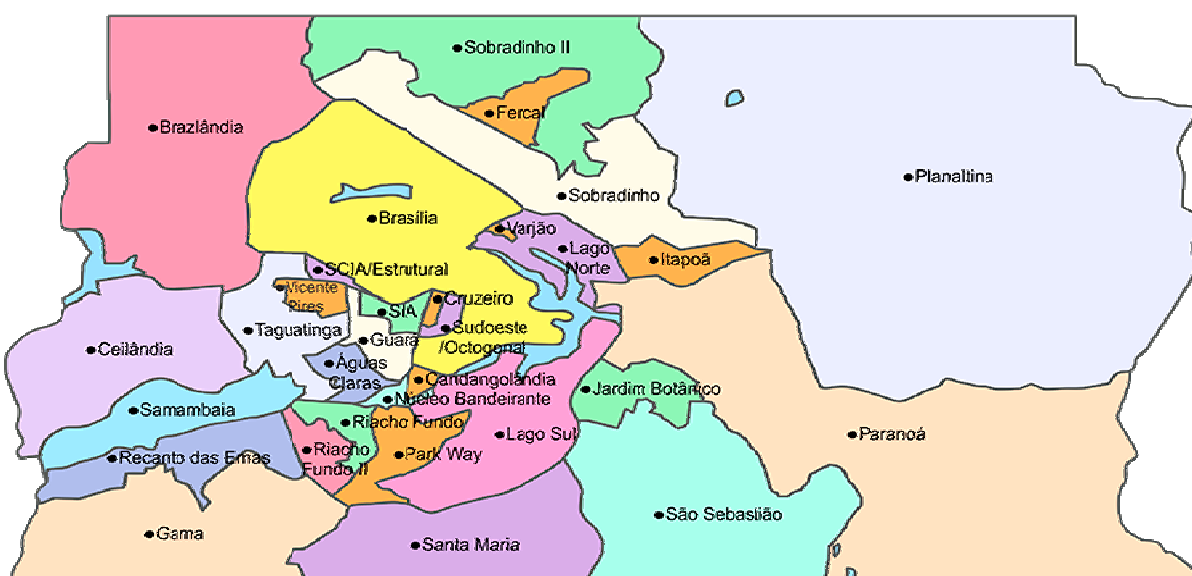 Sobradinho II
Fercal
Brazlândia
Planaltina
Sobradinho
Brasília
Varjão
Lago
Norte
Itapoã
SCIA/Estrutural
Vicente
Pires
Cruzeiro
SIA
Taguatinga
Sudoeste
/Octogonal
Guará
Ceilândia
Águas
Claras
Candangolândia
Jardim Botânico
Núcleo Bandeirante
Samambaia
Riacho Fundo
Lago Sul
Paranoá
Riacho
Fundo II
Park Way
Recanto das Emas
São Sebastião
Gama
Santa Maria